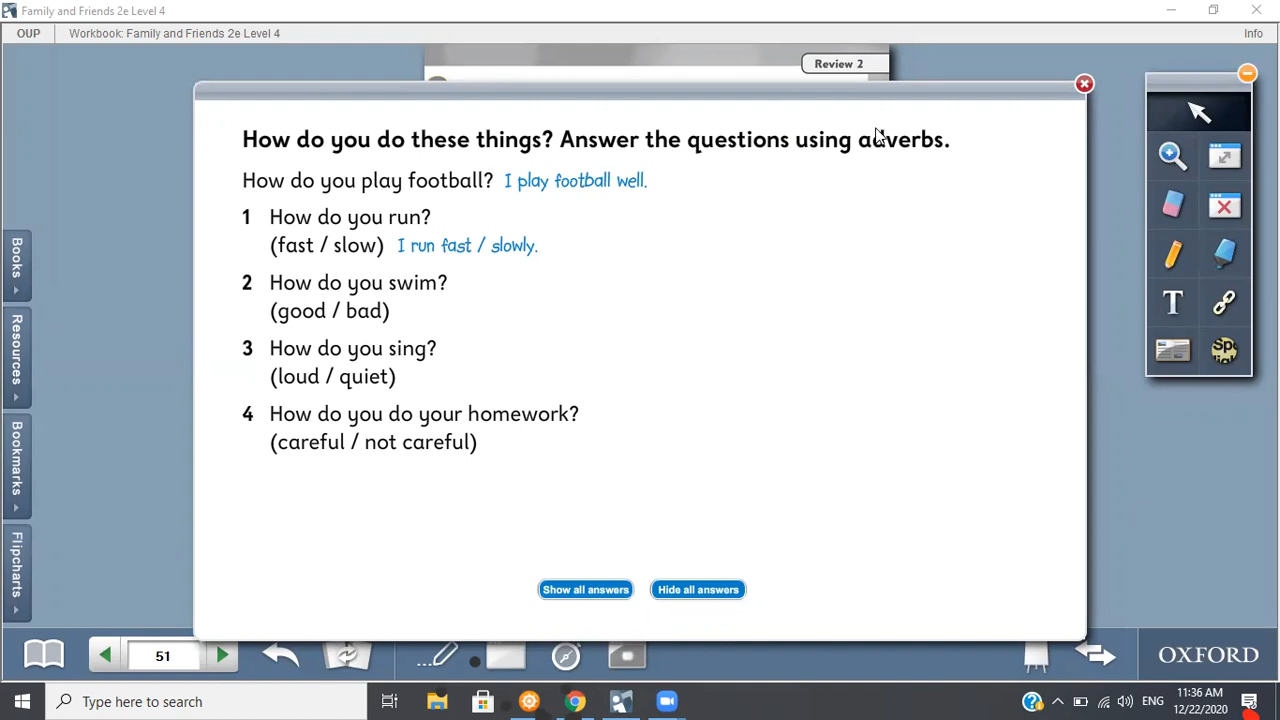 Family and Friends 2e Level 4
OUP Workbook: Family and Friends 2e Level 4 Info
Review 2
How do you do these things? Answer the questions using adverbs.
How do you play football? I play football well.
1 How do you run?
(fast / slow) I run fast / slowly.
2 How do you swim?
(good / bad)
3 How do you sing?
(loud / quiet)
4 How do you do your homework?
(careful / not careful)
Show all answers Hide all answers
Books
Resources
Bookmarks
Flipcharts
T
51
OXFORD
Type here to search
ENG
11:36 AM
12/22/2020